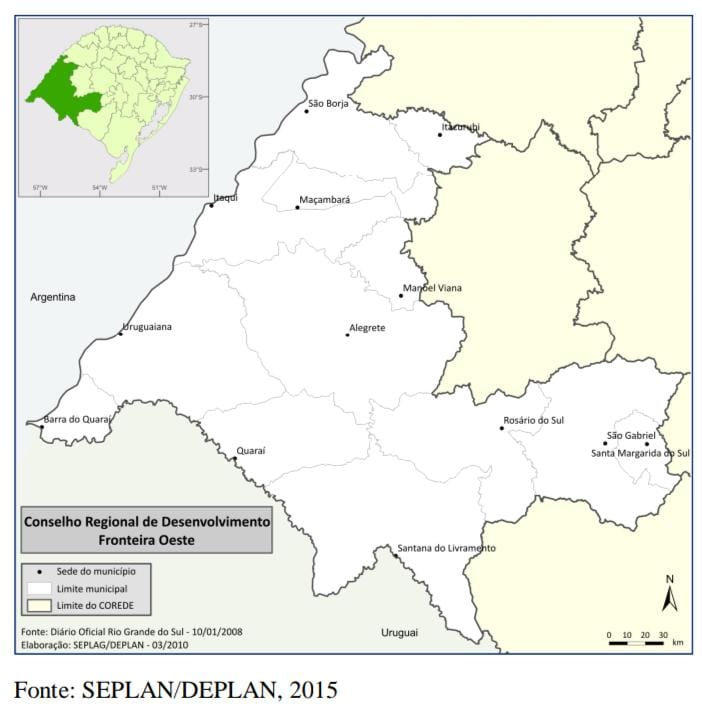 27°S
30°S
33°S
57°W
54°W
51°W
São Borja
Itacurubi
Itaqui
Maçambará
Argentina
Manoel Viana
Uruguaiana
Alegrete
Barra do Quaraí
Rosário do Sul
São Gabriel
Quaraí
Santa Margarida do Sul
Conselho Regional de Desenvolvimento
Fronteira Oeste
Santana do Livramento
Sede do município
Limite municipal
Limite do COREDE
N
Fonte: Diário Oficial Rio Grande do Sul - 10/01/2008
Elaboração: SEPLAG/DEPLAN - 03/2010
Uruguai
0 10 20 30
km
Fonte: SEPLAN/DEPLAN, 2015